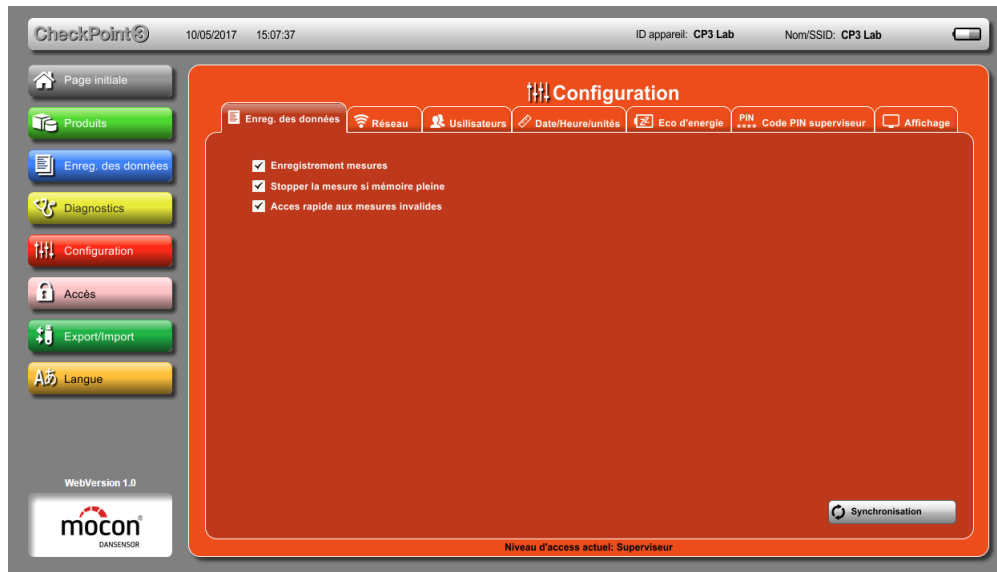 CheckPoint3 10/05/2017 15:07:37 ID appareil: CP3 Lab Nom/SSID: CP3 Lab
Page initiale
Produits
Enreg. des données
Diagnostics
Configuration
Accès
Export/Import
Aあ Langue
WebVersion 1.0
mocon®
DANSENSOR
Configuration
Enreg. des données Réseau Usilisateurs Date/Heure/unités Eco d'energie PIN **** Code PIN superviseur Affichage
Enregistrement mesures
Stopper la mesure si mémoire pleine
Acces rapide aux mesures invalides
Synchronisation
Niveau d'access actuel: Superviseur